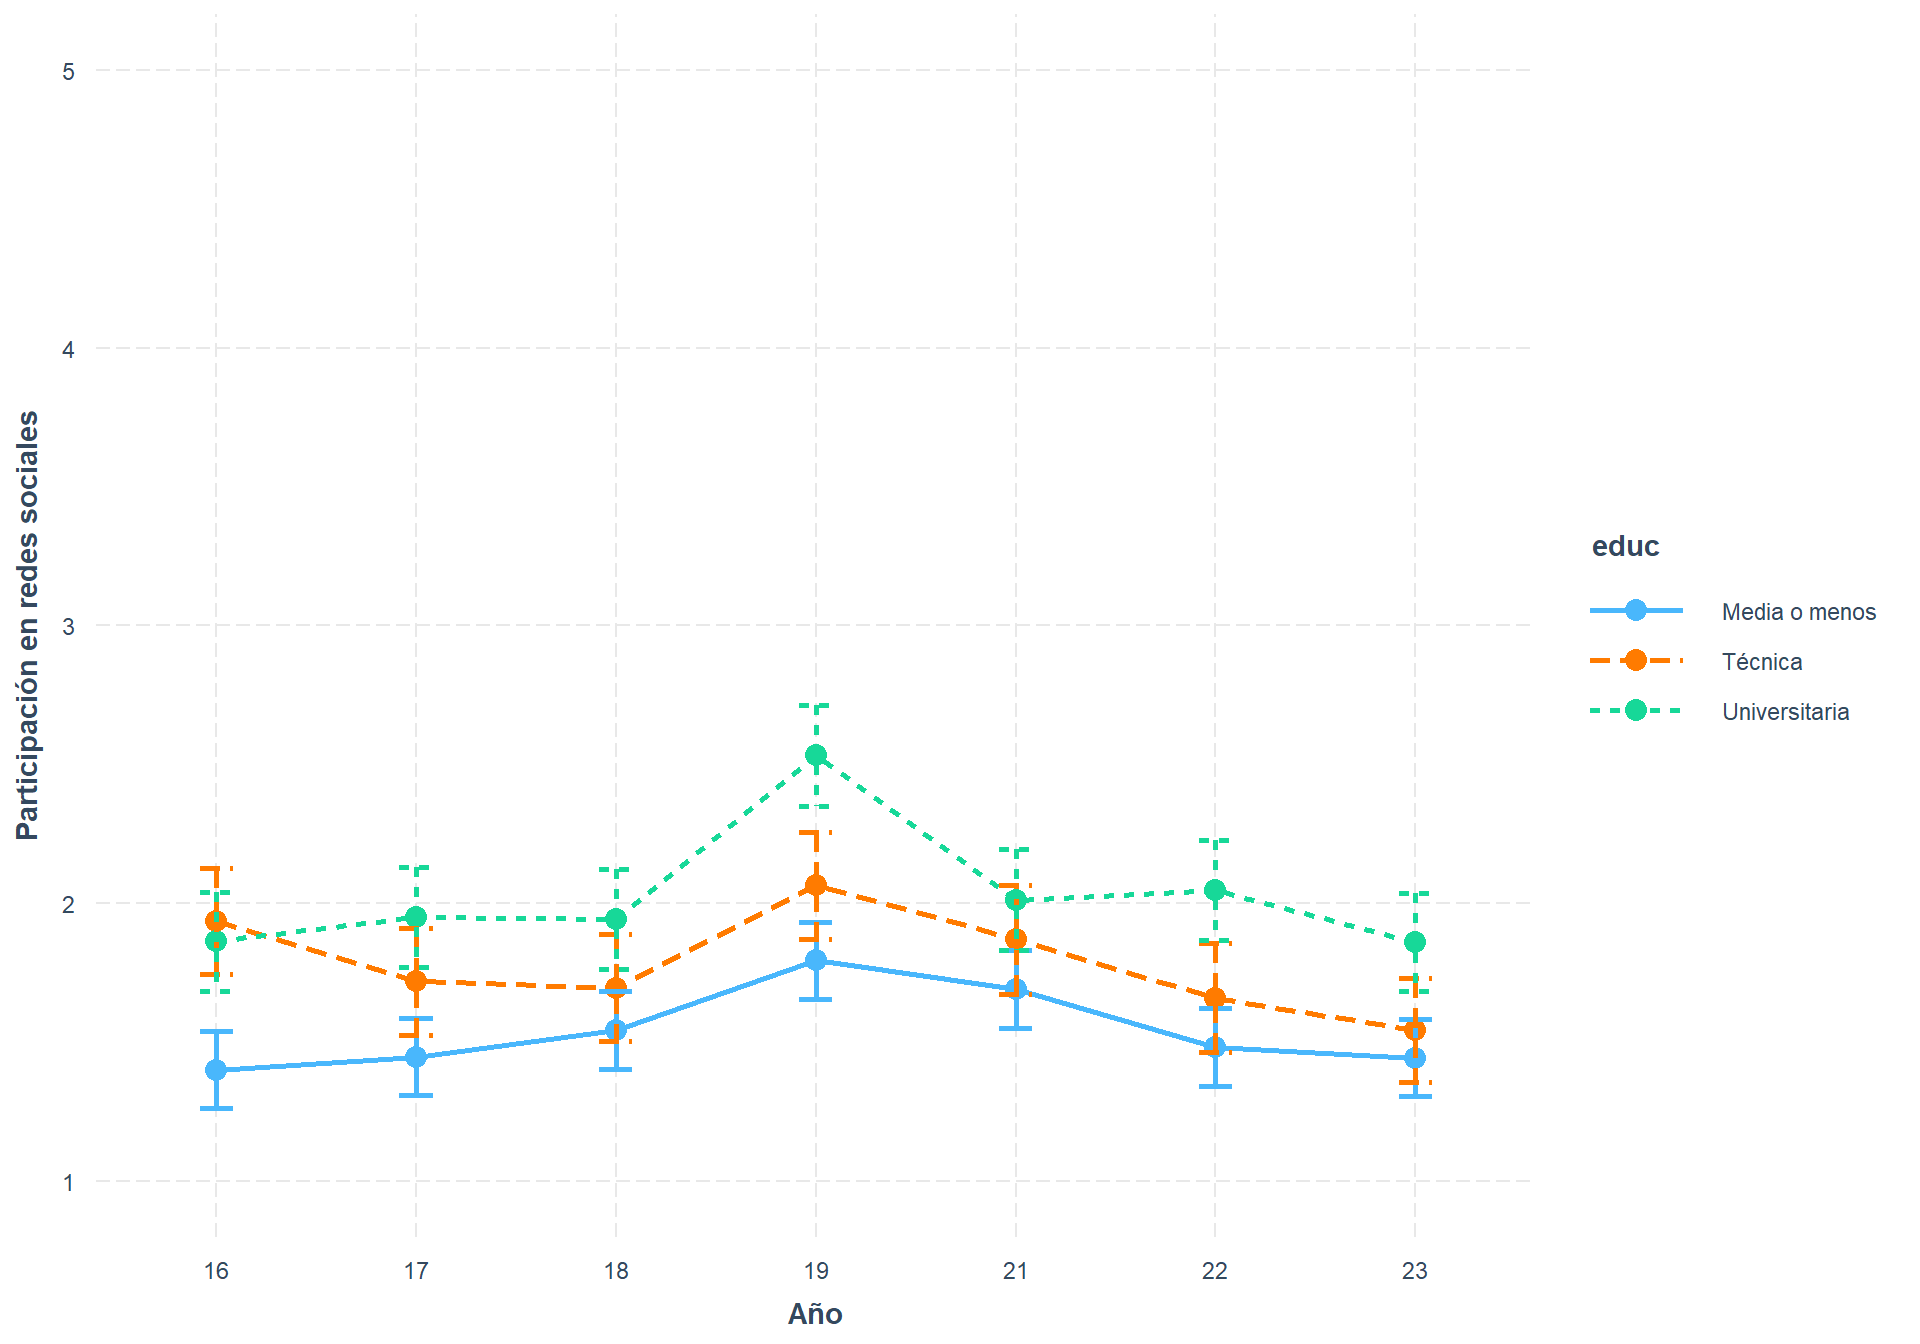 5
4
3
2
1
Participación en redes sociales
16 17 18 19 21 22 23
Año
educ
Media o menos
Técnica
Universitaria